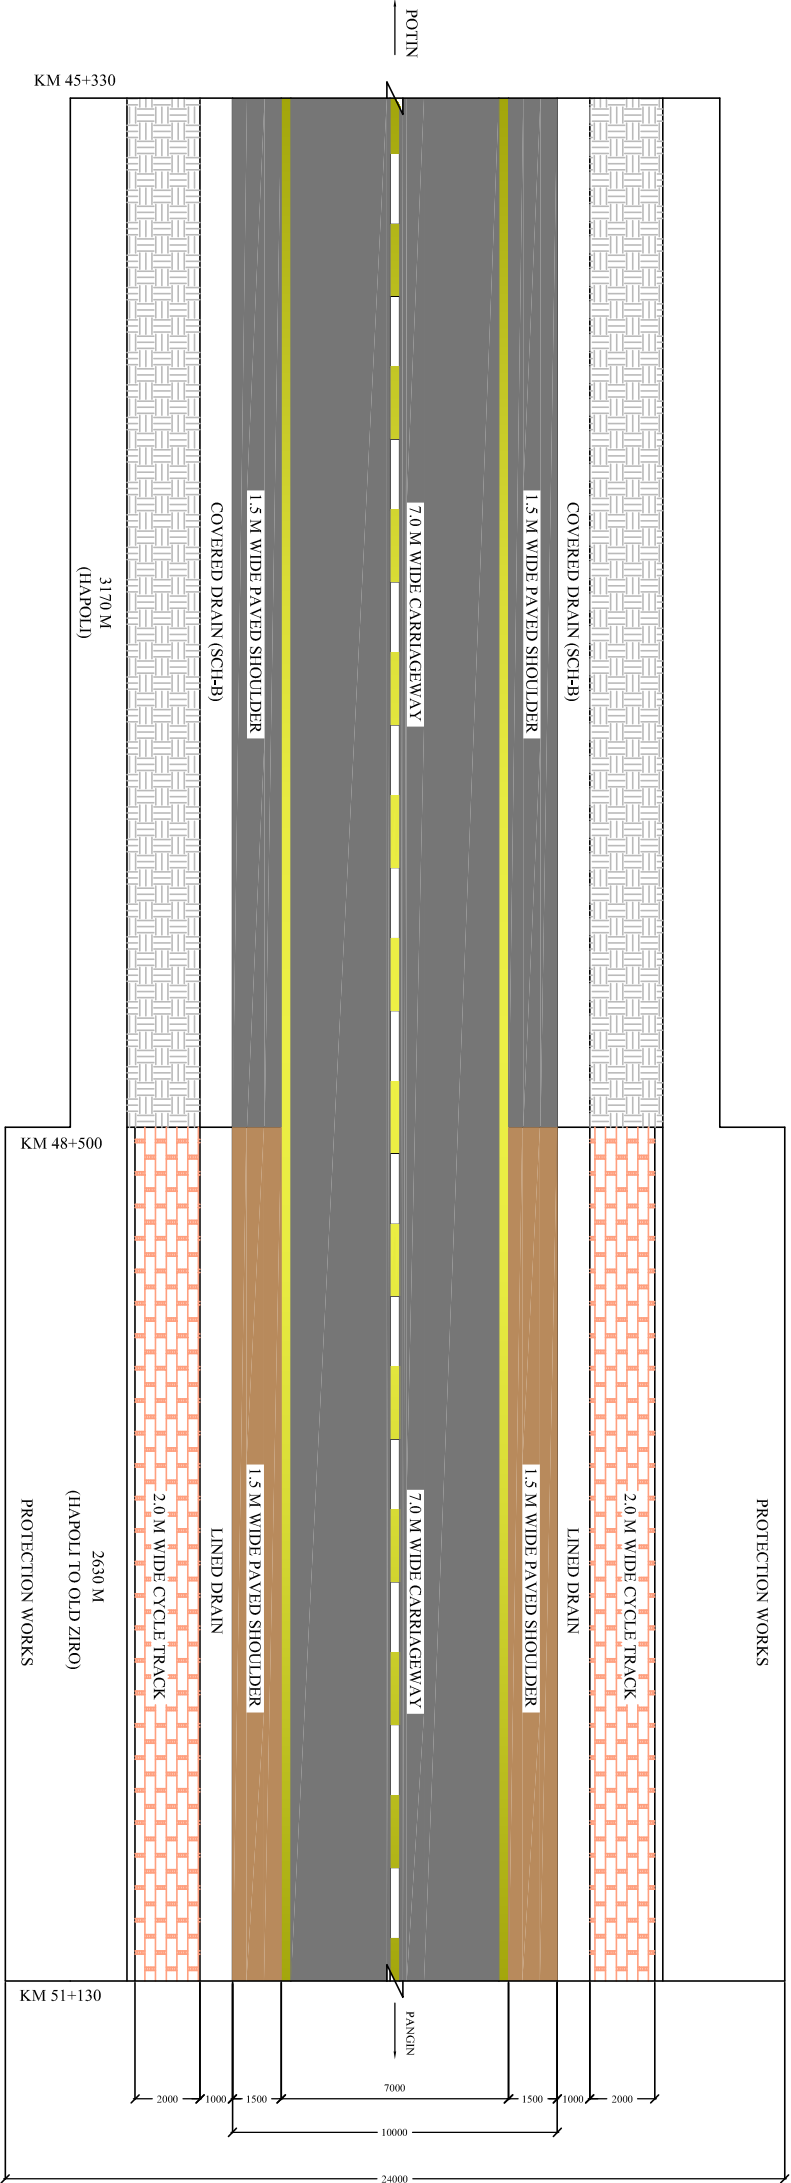 POTIN
KM 45+330
3170 M
(HAPOLI)
COVERED DRAIN (SCH-B)
1.5 M WIDE PAVED SHOULDER
7.0 M WIDE CARRIAGEWAY
1.5 M WIDE PAVED SHOULDER
COVERED DRAIN (SCH-B)
KM 48+500
PROTECTION WORKS
2630 M
(HAPOLI TO OLD ZIRO)
2.0 M WIDE CYCLE TRACK
LINED DRAIN
1.5 M WIDE PAVED SHOULDER
7.0 M WIDE CARRIAGEWAY
1.5 M WIDE PAVED SHOULDER
LINED DRAIN
2.0 M WIDE CYCLE TRACK
PROTECTION WORKS
KM 51+130
PANGIN
7000
2000 1000 1500 1500 1000 2000
10000
24000